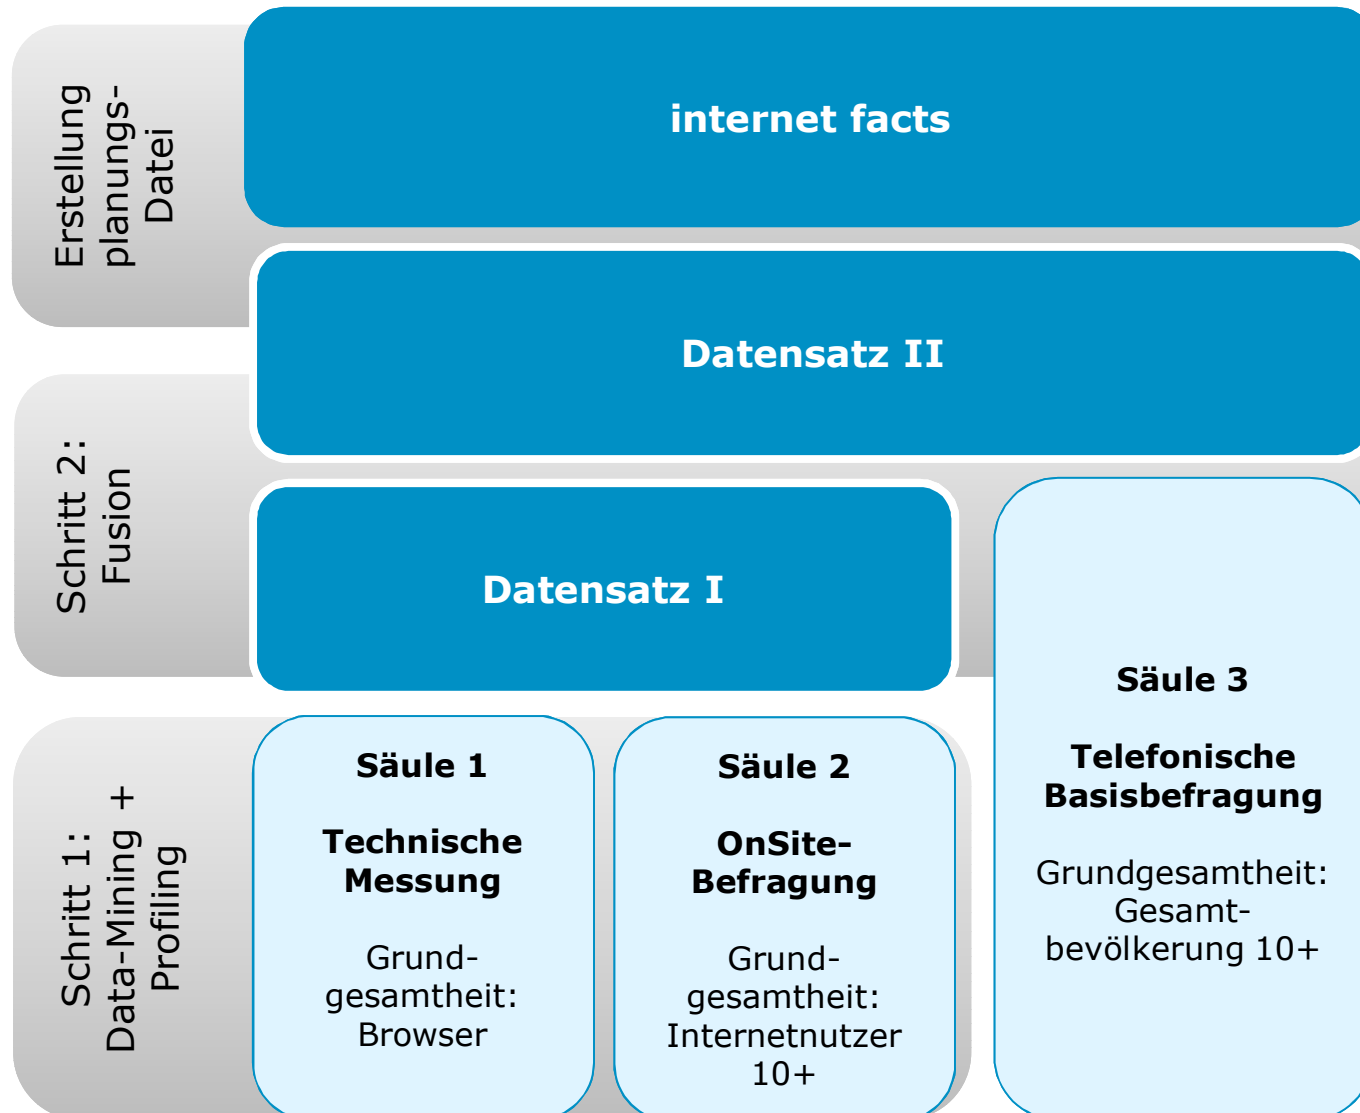 Erstellung
planungs-
Datei
internet facts
Datensatz II
Schritt 2:
Fusion
Datensatz I
Schritt 1:
Data-Mining +
Profiling
Säule 1
Technische
Messung
Grund-
gesamtheit:
Browser
Säule 2
OnSite-
Befragung
Grund-
gesamtheit:
Internetnutzer
10+
Säule 3
Telefonische
Basisbefragung
Grundgesamtheit:
Gesamt-
bevölkerung 10+